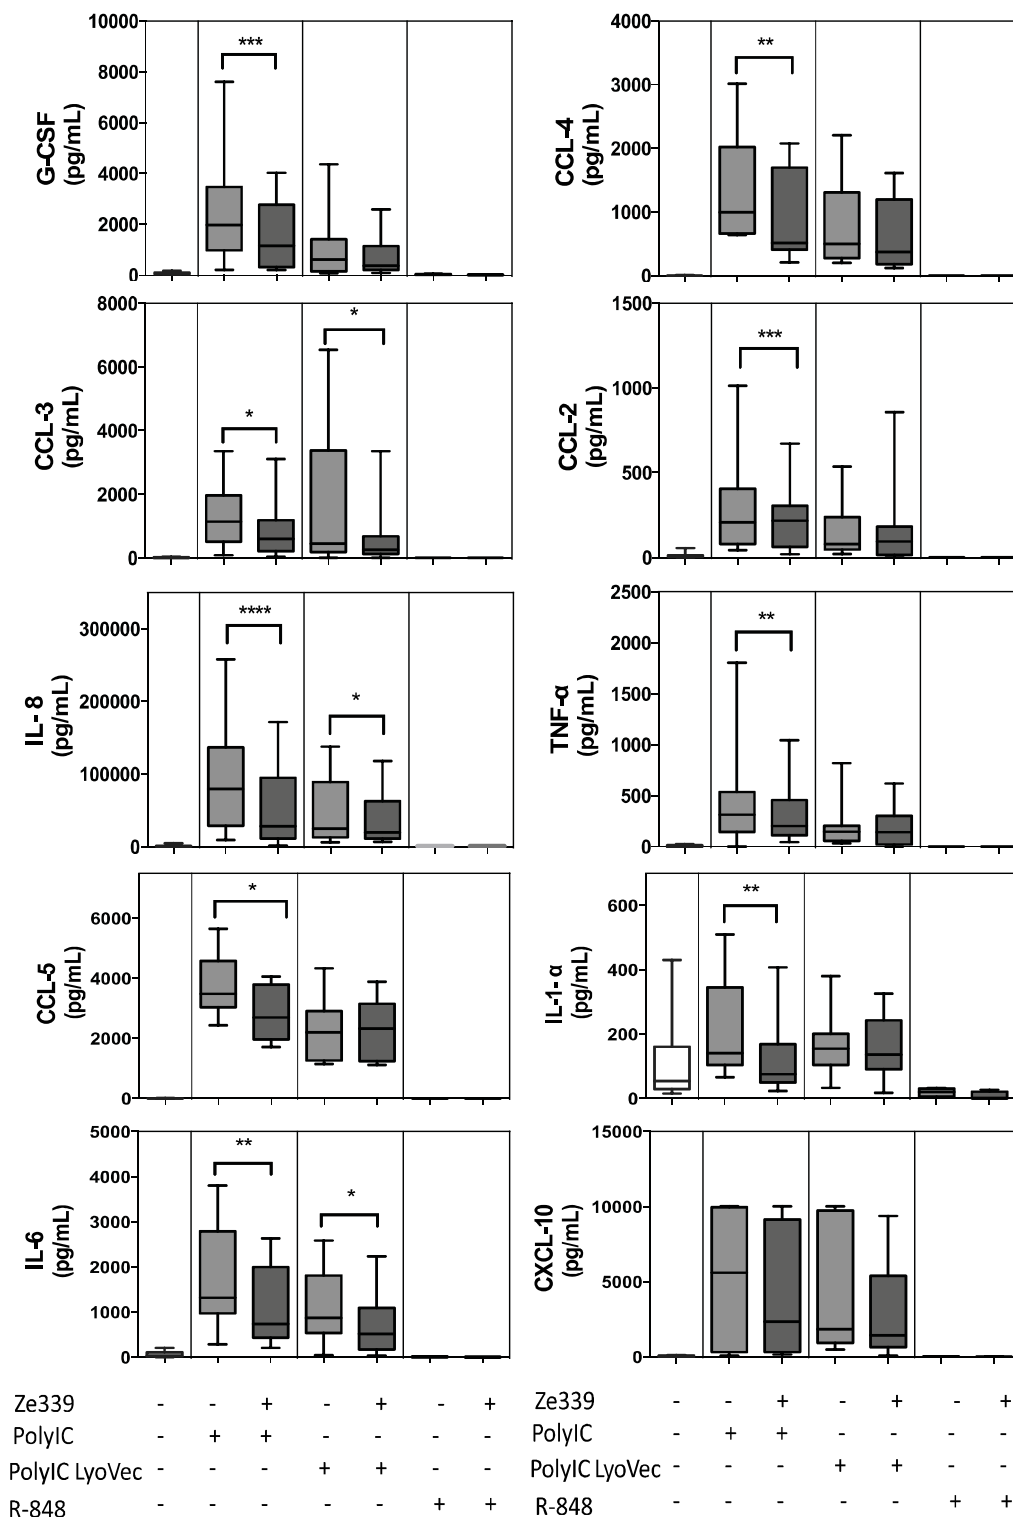 G-CSF
(pg/mL)
10000
8000
6000
4000
2000
0
***
CCL-4
(pg/mL)
4000
3000
2000
1000
0
**
CCL-3
(pg/mL)
8000
6000
4000
2000
0
*
*
CCL-2
(pg/mL)
1500
1000
500
0
***
IL-8
(pg/mL)
300000
200000
100000
0
****
*
TNF-α
(pg/mL)
2500
2000
1500
1000
500
0
**
CCL-5
(pg/mL)
6000
4000
2000
0
*
IL-1-α
(pg/mL)
600
400
200
0
**
IL-6
(pg/mL)
5000
4000
3000
2000
1000
0
**
*
CXCL-10
(pg/mL)
15000
10000
5000
0
Ze339 - - + - + - +
PolyIC - + + - - - -
PolyIC LyoVec - - - + + - -
R-848 - - - - - + +
Ze339 - - + - + - +
PolyIC - + + - - - -
PolyIC LyoVec - - - + + - -
R-848 - - - - - + +